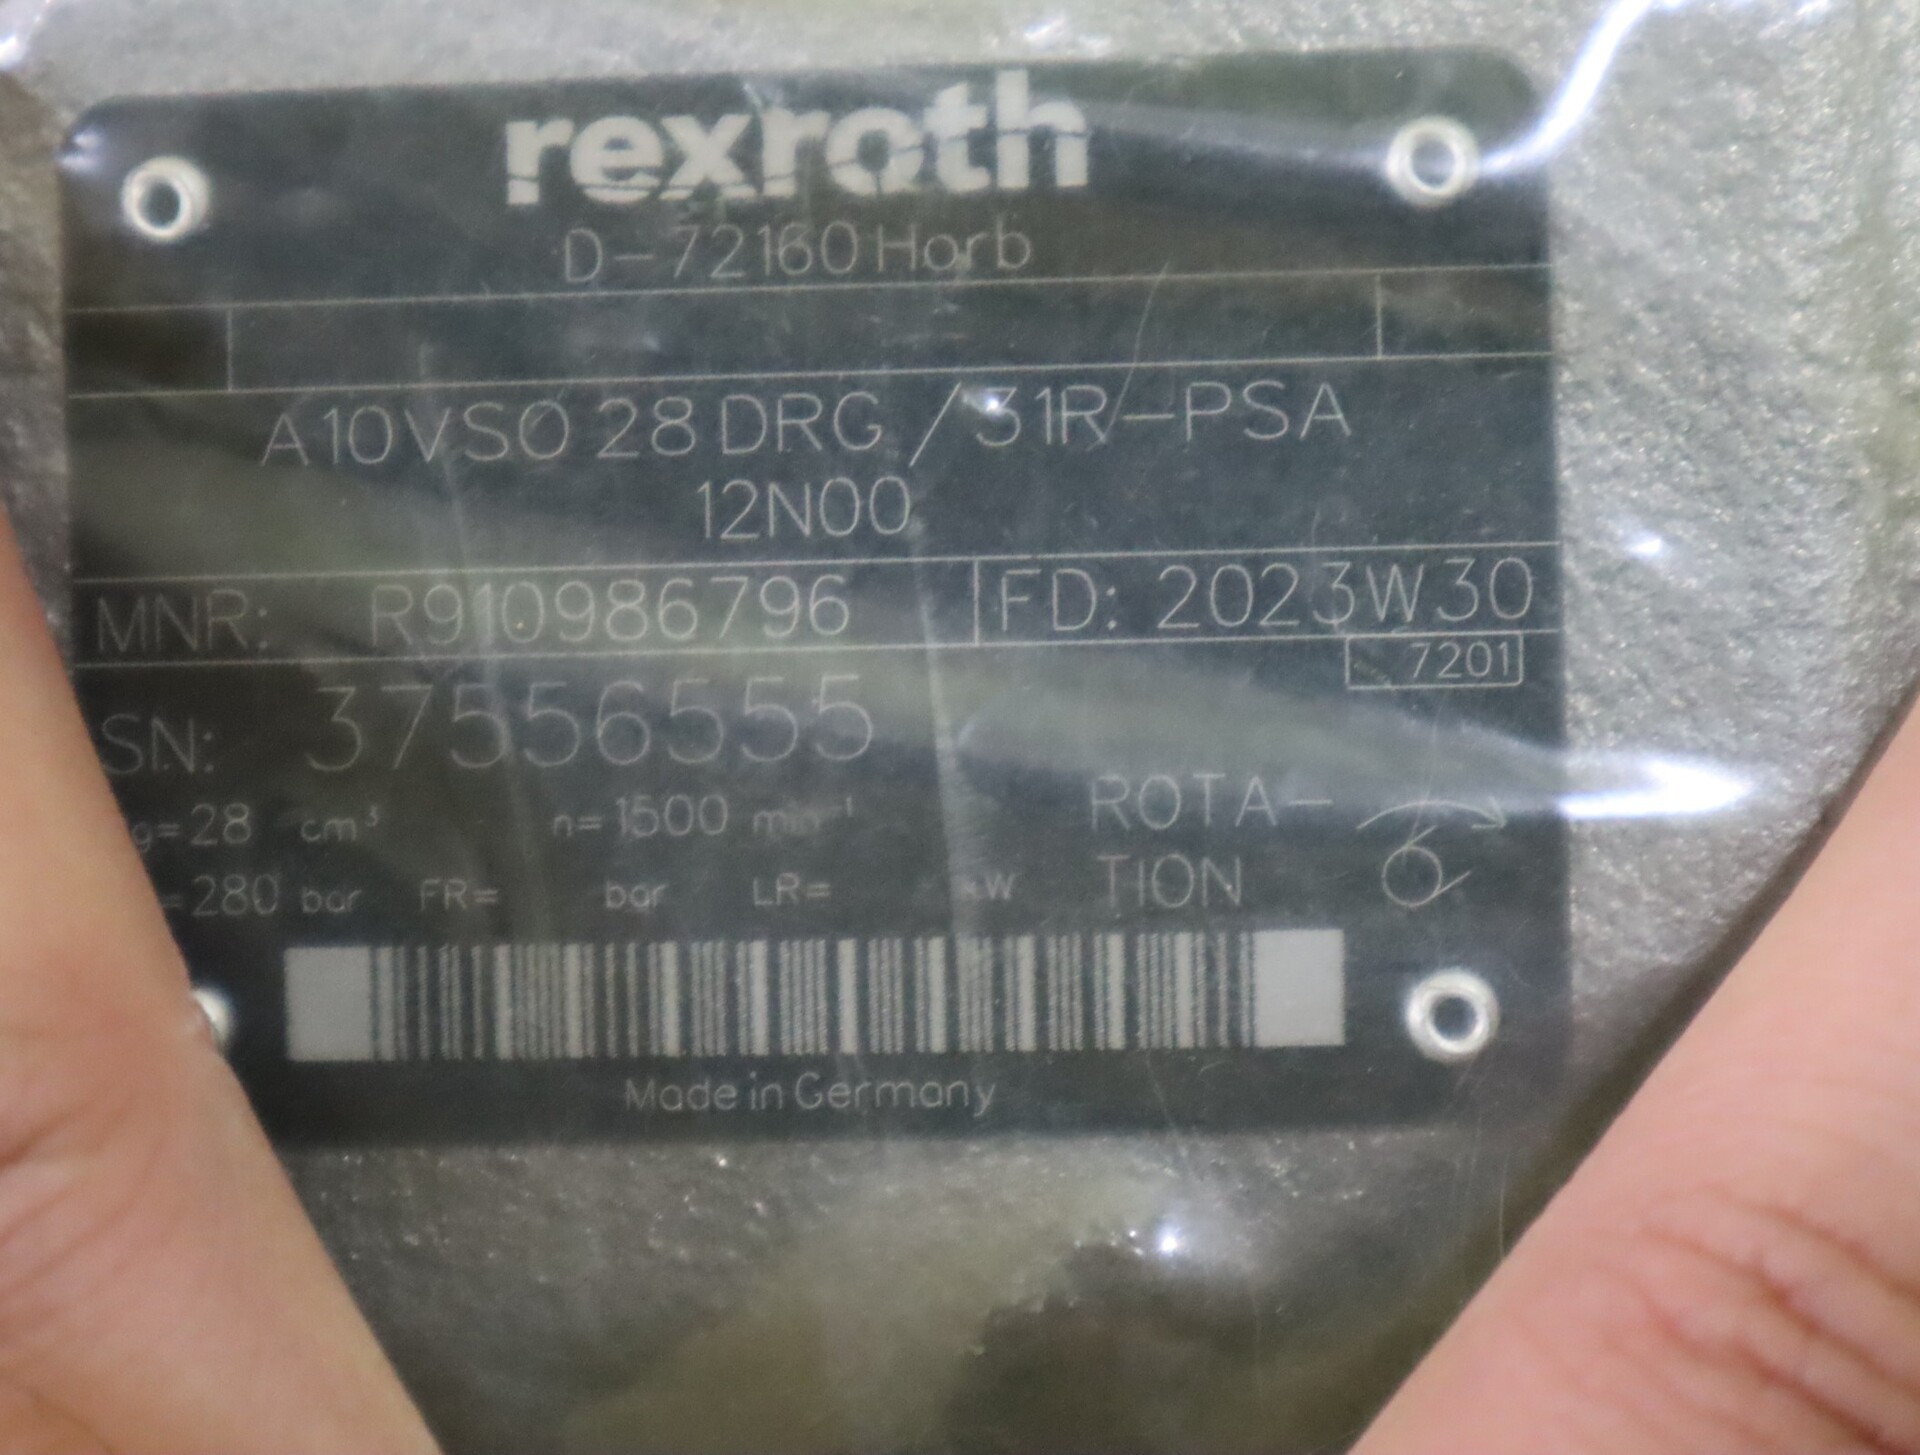 rexroth
D-72160 Horb
A10VSO 28 DRG /31R-PSA
12N00
MNR: R910986796 FD: 2023W30
7201
SN: 37556555
g=28 cm³ n=1500 min⁻¹ ROTA-
=280 bar FR= bar LR= kW TION
Made in Germany